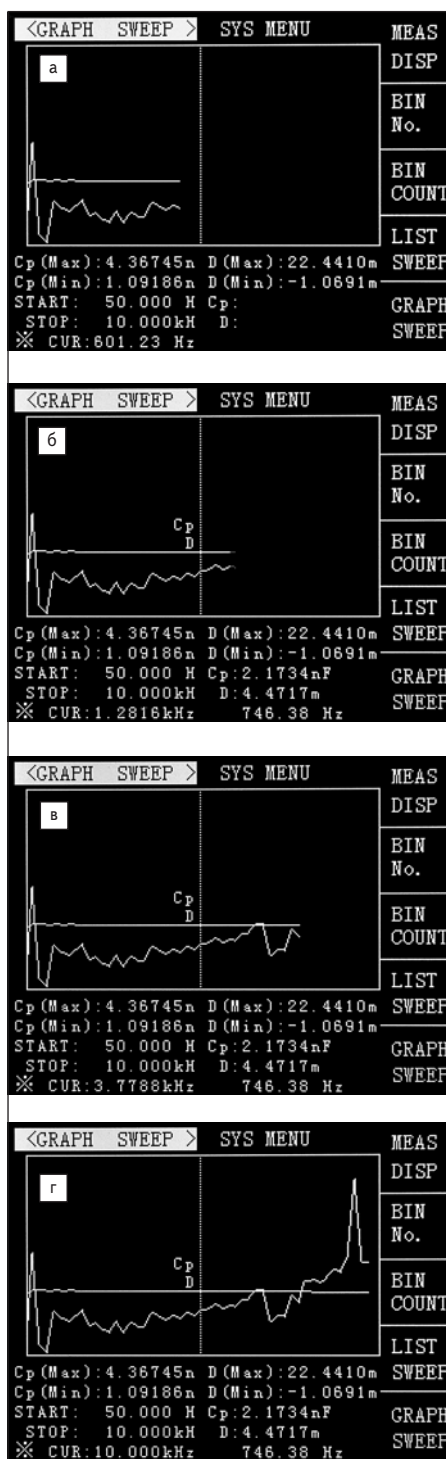 <GRAPH SWEEP > SYS MENU
MEAS
DISP
BIN
No.
BIN
COUNT
LIST
SWEEP
GRAPH
SWEEP
а
Cp(Max):4.36745n D(Max):22.4410m
Cp(Min):1.09186n D(Min):-1.0691m
START: 50.000 H Cp:
STOP: 10.000kH D:
※ CUR:601.23 Hz
<GRAPH SWEEP > SYS MENU
MEAS
DISP
BIN
No.
BIN
COUNT
LIST
SWEEP
GRAPH
SWEEP
б
Cp
D
Cp(Max):4.36745n D(Max):22.4410m
Cp(Min):1.09186n D(Min):-1.0691m
START: 50.000 H Cp:2.1734nF
STOP: 10.000kH D:4.4717m
※ CUR:1.2816kHz 746.38 Hz
<GRAPH SWEEP > SYS MENU
MEAS
DISP
BIN
No.
BIN
COUNT
LIST
SWEEP
GRAPH
SWEEP
в
Cp
D
Cp(Max):4.36745n D(Max):22.4410m
Cp(Min):1.09186n D(Min):-1.0691m
START: 50.000 H Cp:2.1734nF
STOP: 10.000kH D:4.4717m
※ CUR:3.7788kHz 746.38 Hz
<GRAPH SWEEP > SYS MENU
MEAS
DISP
BIN
No.
BIN
COUNT
LIST
SWEEP
GRAPH
SWEEP
г
Cp
D
Cp(Max):4.36745n D(Max):22.4410m
Cp(Min):1.09186n D(Min):-1.0691m
START: 50.000 H Cp:2.1734nF
STOP: 10.000kH D:4.4717m
※ CUR:10.000kHz 746.38 Hz